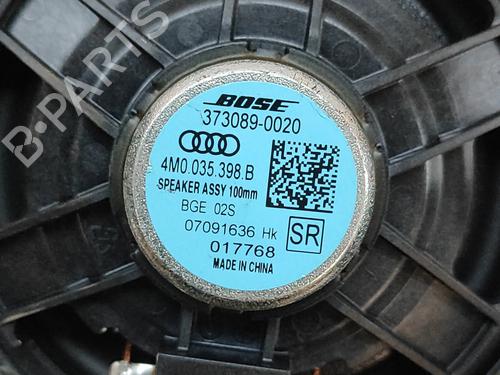 B-PARTS
BOSE
373089-0020
4M0.035.398.B
SPEAKER ASSY 100mm
BGE 02S
07091636 HK
SR
017768
MADE IN CHINA